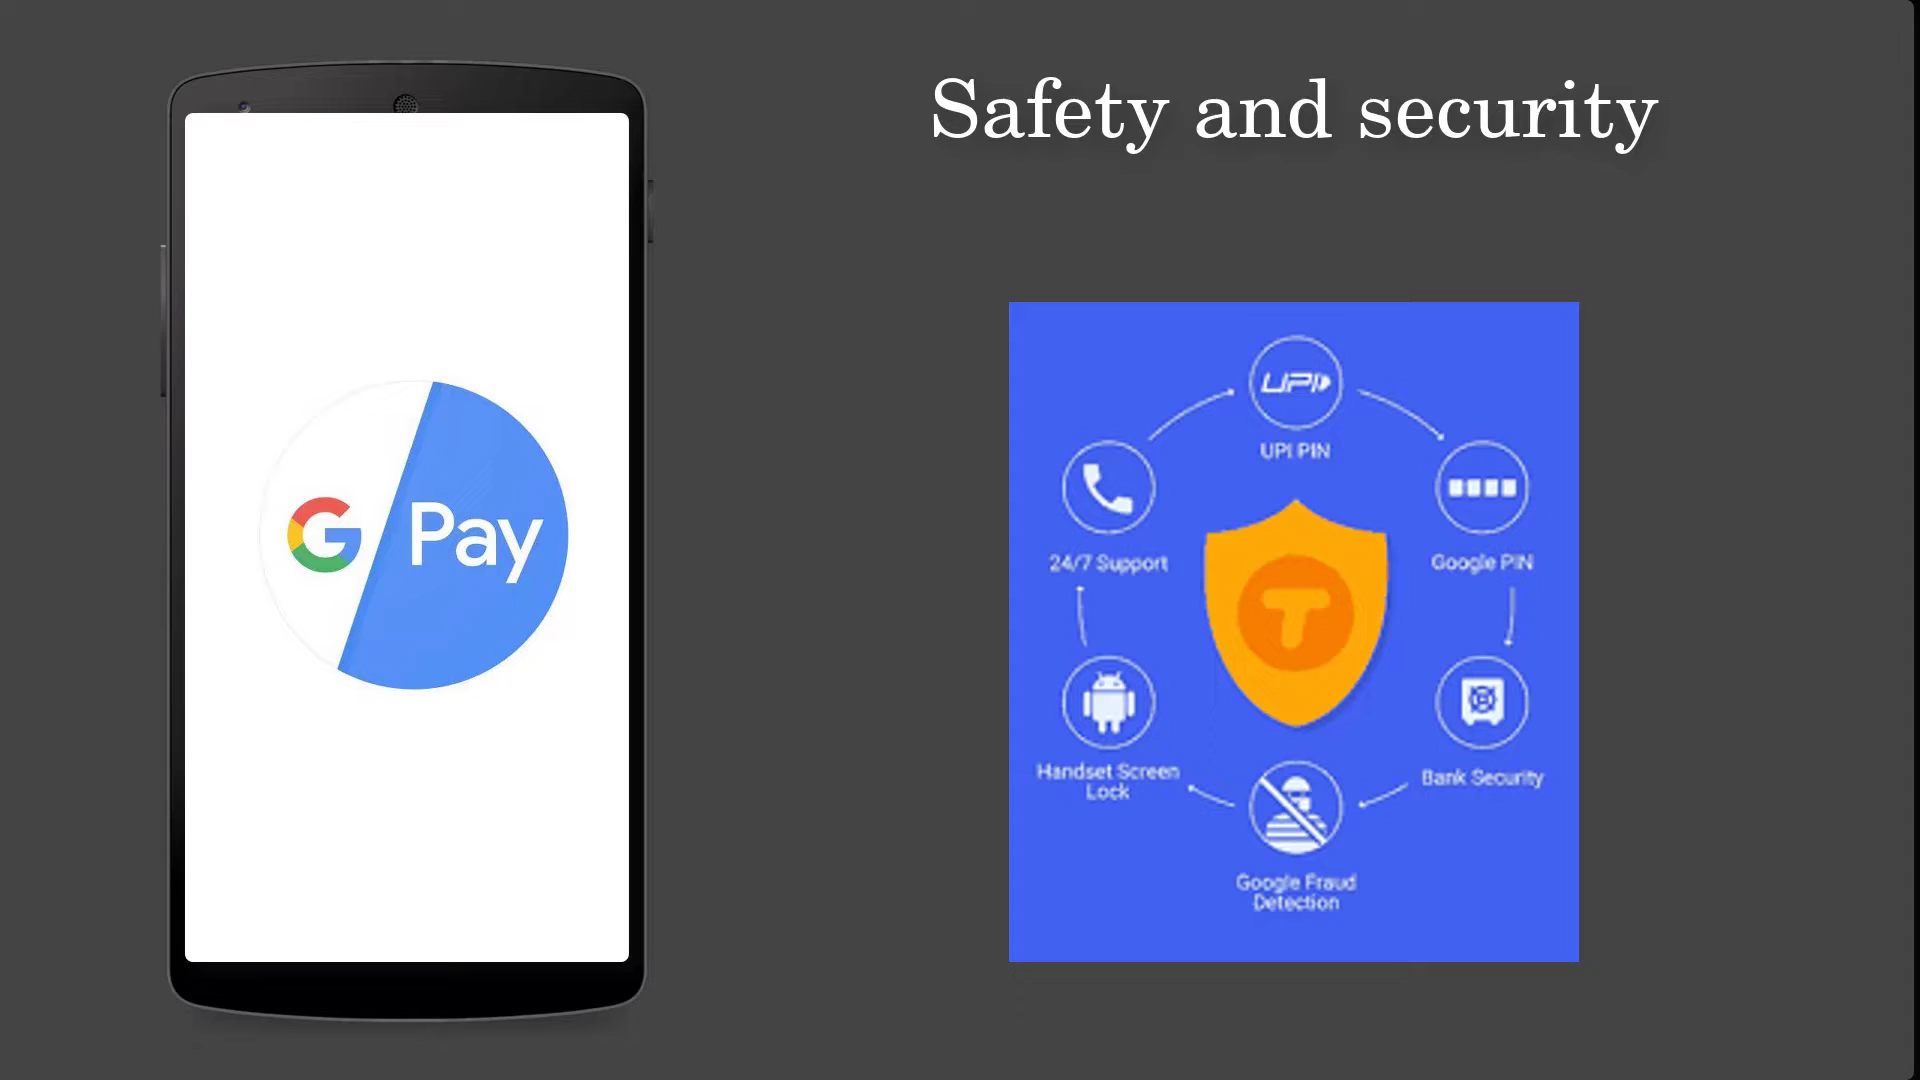 Safety and security
G Pay
UPI
UPI PIN
24/7 Support
Google PIN
T
Handset Screen
Lock
Bank Security
Google Fraud
Detection